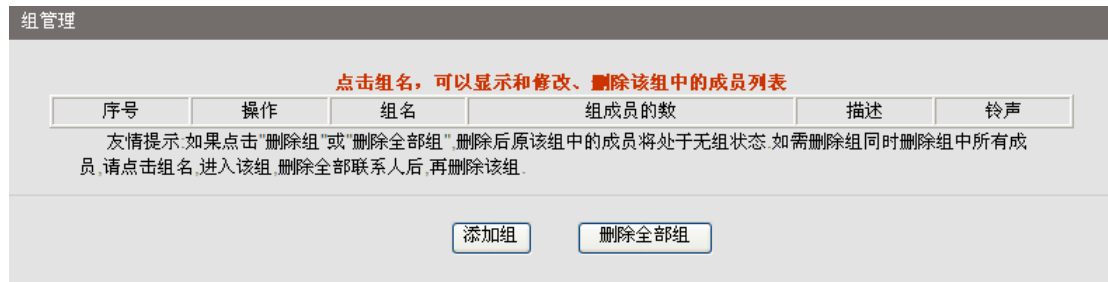 组管理
点击组名，可以显示和修改、删除该组中的成员列表
序号 操作 组名 组成员的数 描述 铃声
友情提示:如果点击"删除组"或"删除全部组",删除后原该组中的成员将处于无组状态.如需删除组同时删除组中所有成
员,请点击组名,进入该组,删除全部联系人后,再删除该组.
添加组 删除全部组